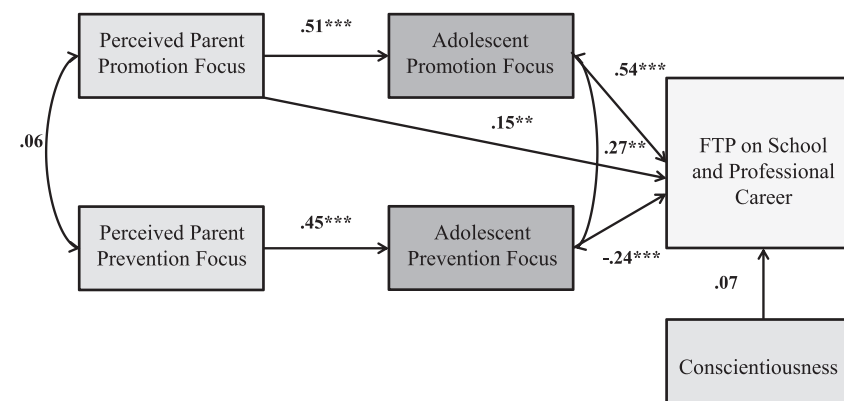 Perceived Parent
Promotion Focus
.51***
Adolescent
Promotion Focus
.54***
.06
.15**
.27**
FTP on School
and Professional
Career
Perceived Parent
Prevention Focus
.45***
Adolescent
Prevention Focus
-.24***
.07
Conscientiousness